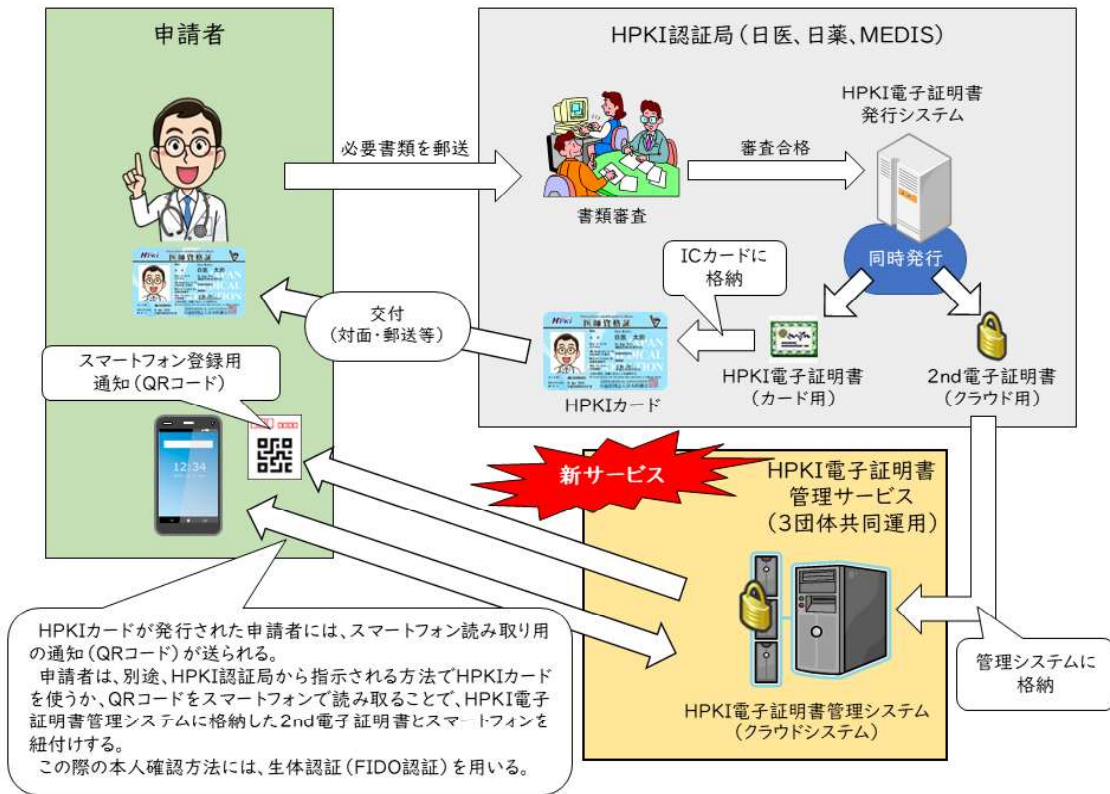 申請者
HPKI認証局(日医、日薬、MEDIS)
HPKI電子証明書
発行システム
必要書類を郵送
審査合格
書類審査
同時発行
ICカードに
格納
HPKI
医師資格証
交付
(対面・郵送等)
HPKI
医師資格証
HPKIカード
HPKI電子証明書
(カード用)
2nd電子証明書
(クラウド用)
スマートフォン登録用
通知(QRコード)
12:34
新サービス
HPKI電子証明書
管理サービス
(3団体共同運用)
HPKI電子証明書管理システム
(クラウドシステム)
管理システムに
格納
HPKIカードが発行された申請者には、スマートフォン読み取り用
の通知(QRコード)が送られる。
申請者は、別途、HPKI認証局から指示される方法でHPKIカード
を使うか、QRコードをスマートフォンで読み取ることで、HPKI電子
証明書管理システムに格納した2nd電子証明書とスマートフォンを
紐付けする。
この際の本人確認方法には、生体認証(FIDO認証)を用いる。